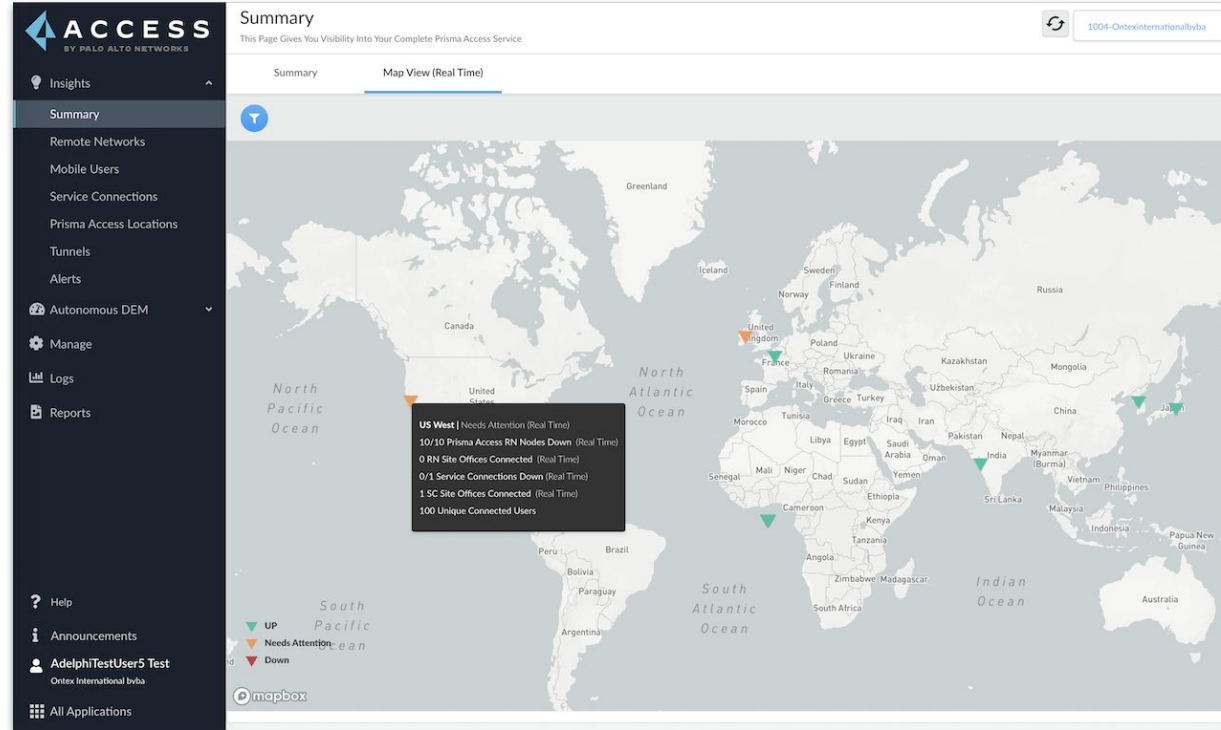 ACCESS
BY PALO ALTO NETWORKS
Insights
Summary
Remote Networks
Mobile Users
Service Connections
Prisma Access Locations
Tunnels
Alerts
Autonomous DEM
Manage
Logs
Reports
Help
Announcements
AdelphiTestUser5 Test
Ontex International bvba
All Applications
Summary
This Page Gives You Visibility Into Your Complete Prisma Access Service
1004-Ontexinternationalbvba
Summary
Map View (Real Time)
Greenland
Iceland
Sweden
Finland
Norway
Russia
Canada
United
Kingdom
Poland
Ukraine
France
Romania
Kazakhstan
Mongolia
North
Pacific
Ocean
United
States
North
Atlantic
Ocean
Spain
Italy
Greece
Turkey
Uzbekistan
China
Japan
Morocco
Tunisia
Iraq
Iran
Libya
Egypt
Saudi
Arabia
Oman
Pakistan
Nepal
India
Myanmar
(Burma)
US West | Needs Attention (Real Time)
10/10 Prisma Access RN Nodes Down (Real Time)
0 RN Site Offices Connected (Real Time)
0/1 Service Connections Down (Real Time)
1 SC Site Offices Connected (Real Time)
100 Unique Connected Users
Senegal
Mali
Niger
Chad
Sudan
Yemen
Vietnam
Philippines
Ethiopia
Sri Lanka
Malaysia
Cameroon
Kenya
Indonesia
Papua New
Guinea
Tanzania
Peru
Brazil
Angola
Bolivia
Zimbabwe
Madagascar
Paraguay
South
Atlantic
Ocean
Indian
Ocean
Australia
South Africa
South
Pacific
Ocean
Argentina
UP
Needs Attention
Down
mapbox